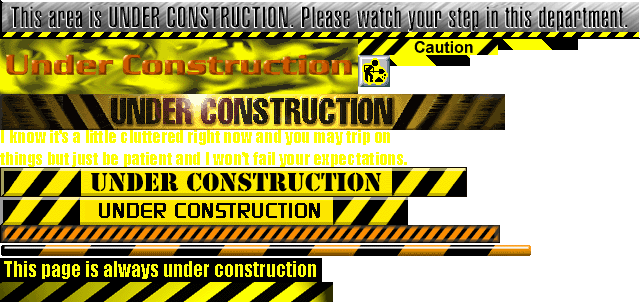 This area is UNDER CONSTRUCTION. Please watch your step in this department.
Under Construction
Caution
UNDER CONSTRUCTION
I know it's a little cluttered right now and you may trip on
things but just be patient and I won't fail your expectations.
UNDER CONSTRUCTION
UNDER CONSTRUCTION
This page is always under construction